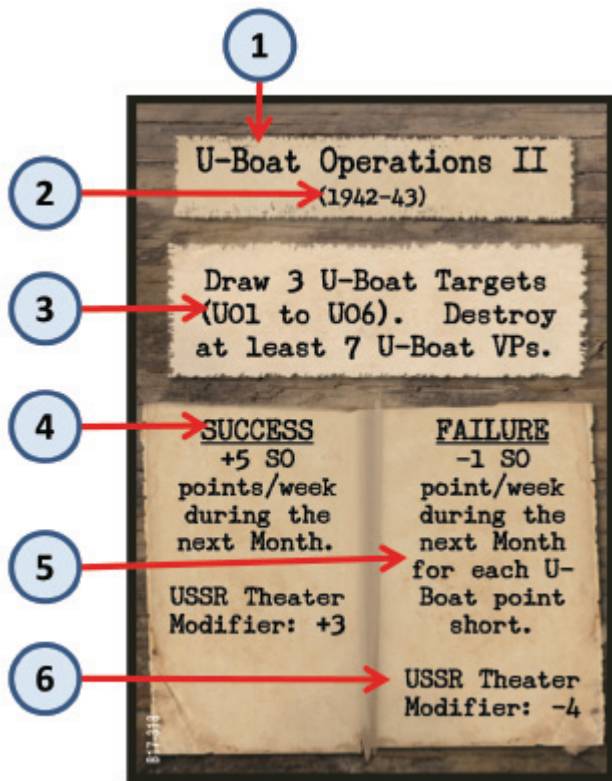 1
U-Boat Operations II
2
(1942-43)
Draw 3 U-Boat Targets
3
(U01 to U06). Destroy
at least 7 U-Boat VPs.
4
SUCCESS
+5 SO
points/week
during the
next Month.
USSR Theater
Modifier: +3
FAILURE
-1 SO
point/week
during the
next Month
5
for each U-
Boat point
short.
6
USSR Theater
Modifier: -4